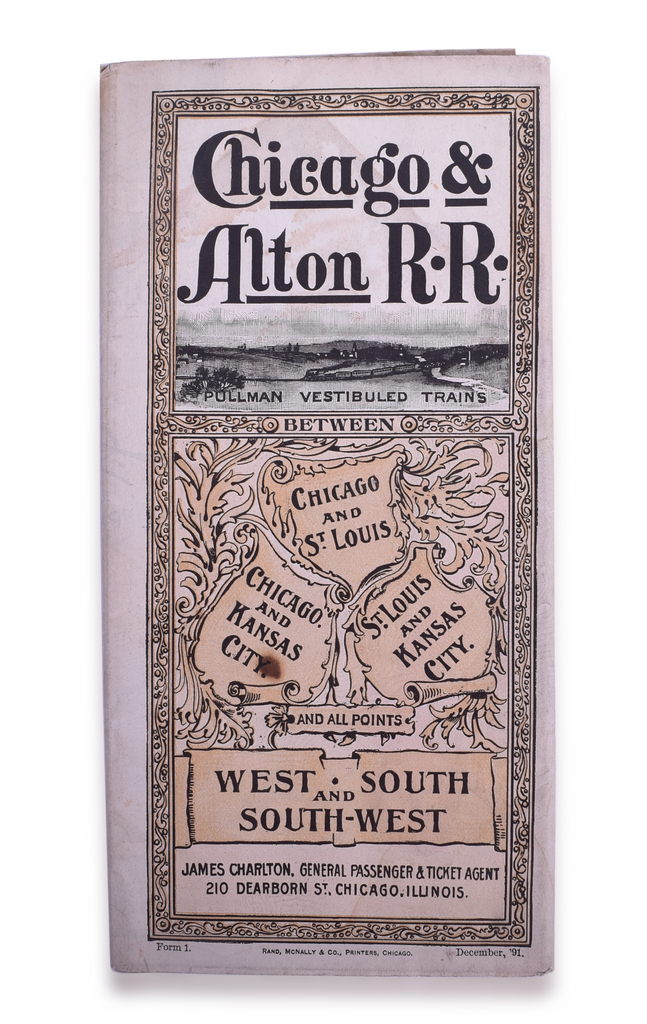 Chicago &
Alton R.R.
PULLMAN VESTIBULED TRAINS
BETWEEN
CHICAGO
AND
ST. LOUIS
CHICAGO.
AND
KANSAS
CITY.
ST. LOUIS
AND
KANSAS
CITY.
AND ALL POINTS
WEST · SOUTH
AND
SOUTH-WEST
JAMES CHARLTON, GENERAL PASSENGER & TICKET AGENT
210 DEARBORN ST., CHICAGO, ILLINOIS.
Form 1. RAND, MCNALLY & CO., PRINTERS, CHICAGO. December, '91.